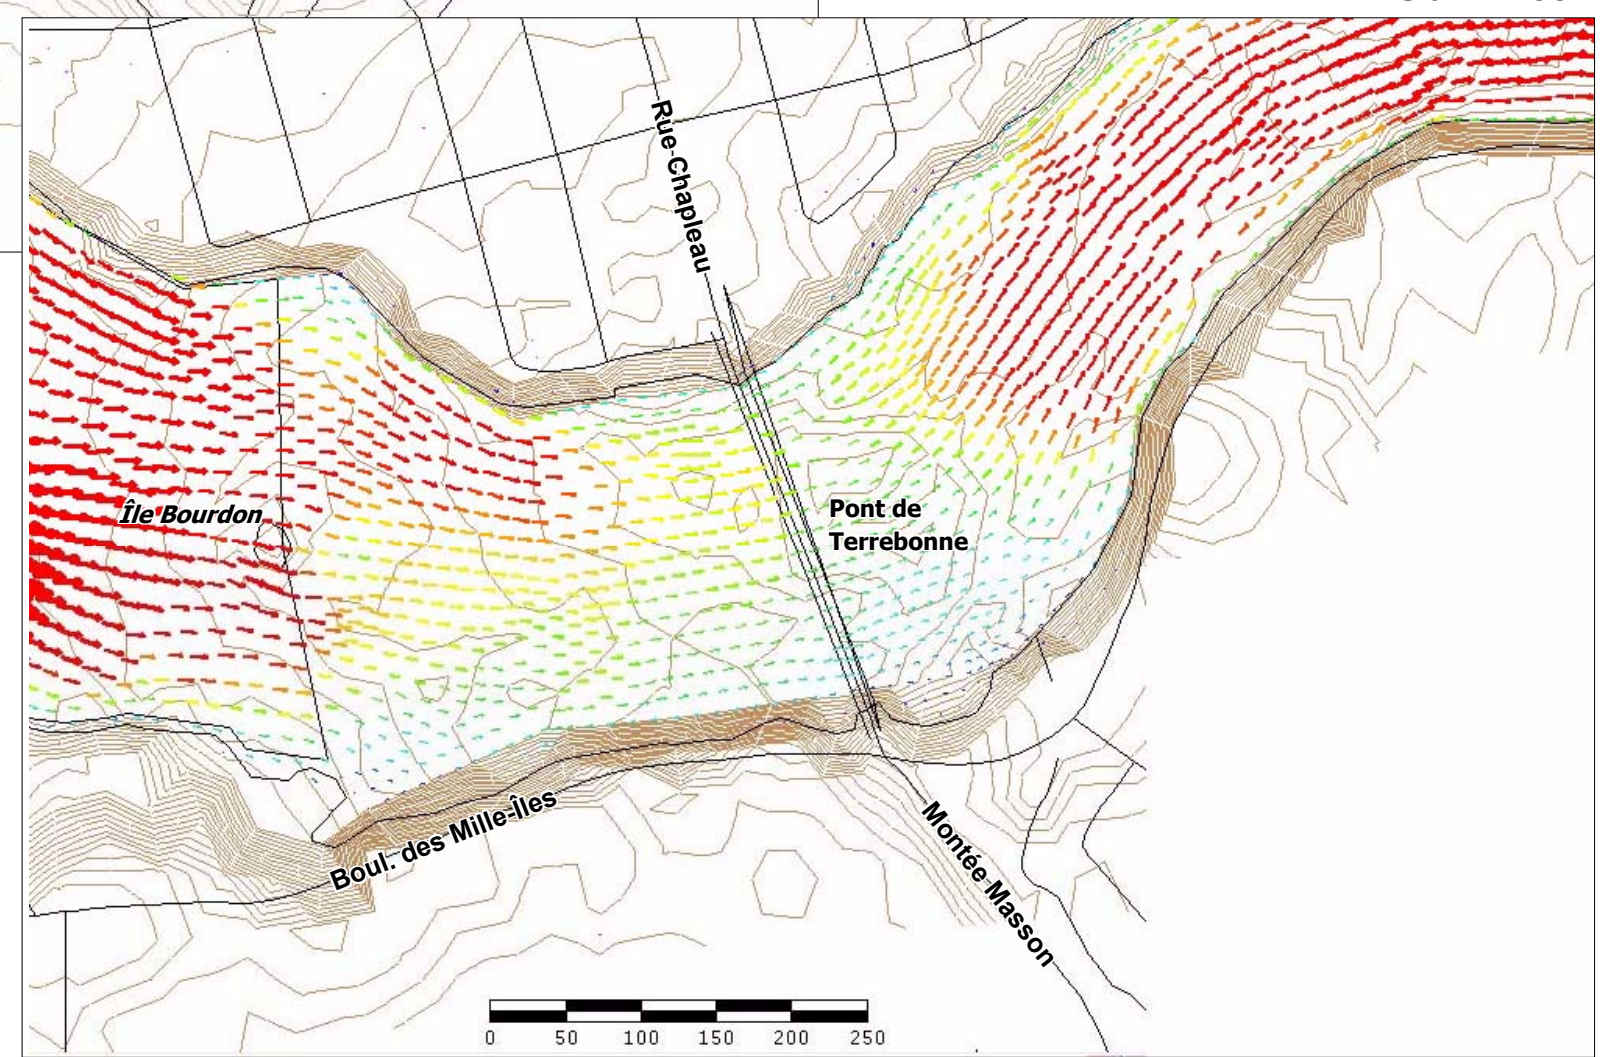 Rue Chapleau
Île Bourdon
Pont de
Terrebonne
Boul. des Mille-Îles
Montée Masson
0 50 100 150 200 250